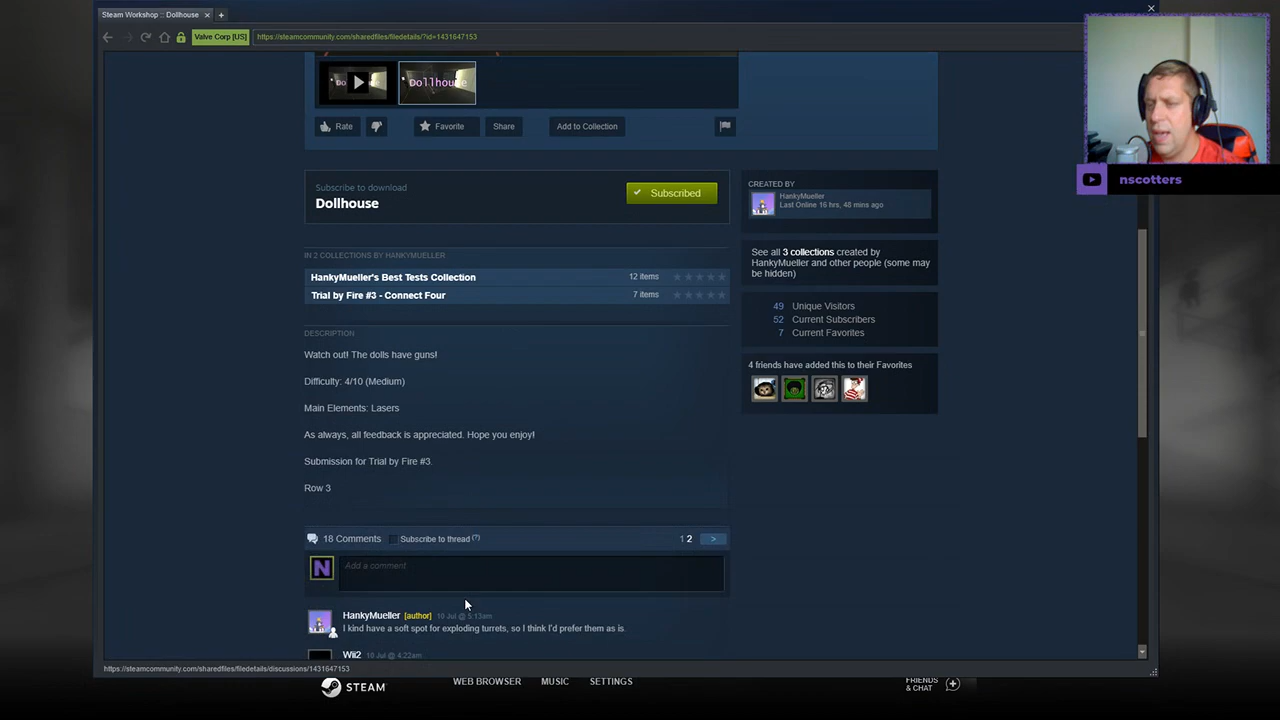 Steam Workshop :: Dollhouse
Valve Corp [US]
https://steamcommunity.com/sharedfiles/filedetails/?id=1431647153
Dollhouse
Rate
Favorite
Share
Add to Collection
Subscribe to download
Dollhouse
Subscribed
CREATED BY
HankyMueller
Last Online 16 hrs, 48 mins ago
IN 2 COLLECTIONS BY HANKYMUELLER
HankyMueller's Best Tests Collection 12 items
Trial by Fire #3 - Connect Four 7 items
See all 3 collections created by
HankyMueller and other people (some may
be hidden)
49 Unique Visitors
52 Current Subscribers
7 Current Favorites
4 friends have added this to their Favorites
DESCRIPTION
Watch out! The dolls have guns!
Difficulty: 4/10 (Medium)
Main Elements: Lasers
As always, all feedback is appreciated. Hope you enjoy!
Submission for Trial by Fire #3.
Row 3
18 Comments Subscribe to thread (?) 1 2 >
N
Add a comment
HankyMueller [author] 10 Jul @ 5:13am
I kind have a soft spot for exploding turrets, so I think I'd prefer them as is.
Wii2 10 Jul @ 4:22am
https://steamcommunity.com/sharedfiles/filedetails/discussions/1431647153
STEAM
WEB BROWSER MUSIC SETTINGS
FRIENDS
& CHAT
nscotters